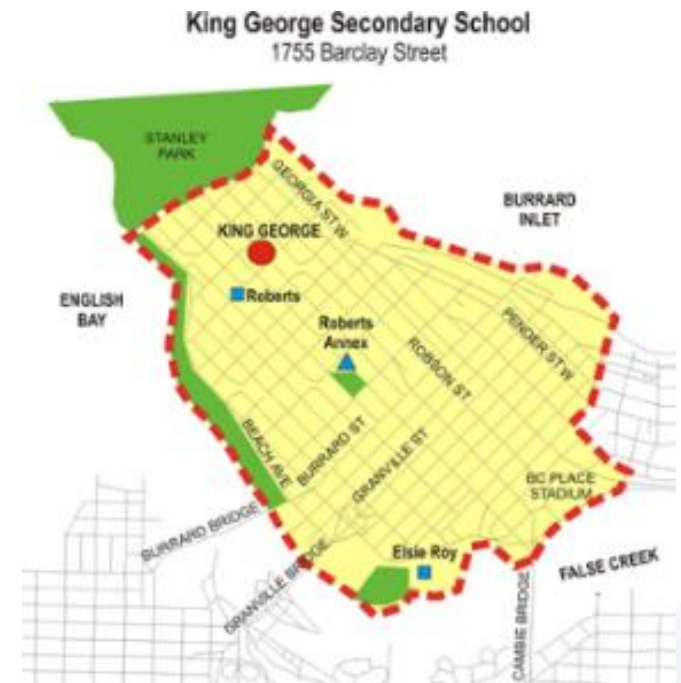 King George Secondary School
1755 Barclay Street
STANLEY
PARK
GEORGIA ST W
BURRARD
INLET
KING GEORGE
ENGLISH
BAY
Roberts
Roberts
Annex
PENDER ST W
ROBSON ST
BEACH AVE
BURRARD ST
GRANVILLE ST
BC PLACE
STADIUM
BURRARD BRIDGE
GRANVILLE BRIDGE
Elsie Roy
FALSE CREEK
CAMBIE BRIDGE